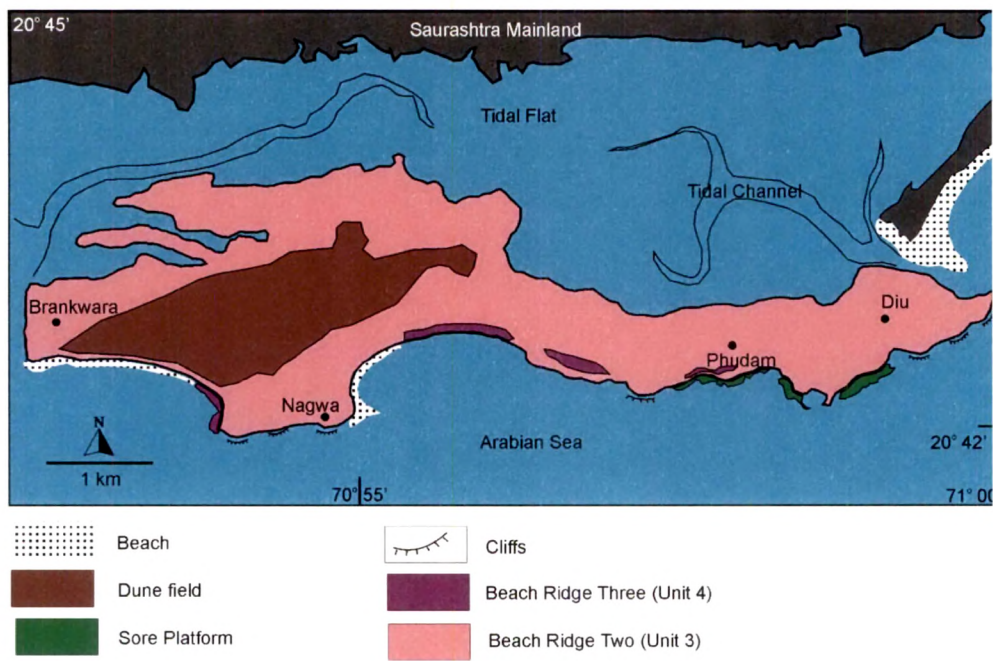 20° 45'
Saurashtra Mainland
Tidal Flat
Tidal Channel
Brankwara
Diu
Phudam
Nagwa
N
Arabian Sea
20° 42'
1 km
70° 55'
71° 00
Beach
Cliffs
Dune field
Beach Ridge Three (Unit 4)
Sore Platform
Beach Ridge Two (Unit 3)